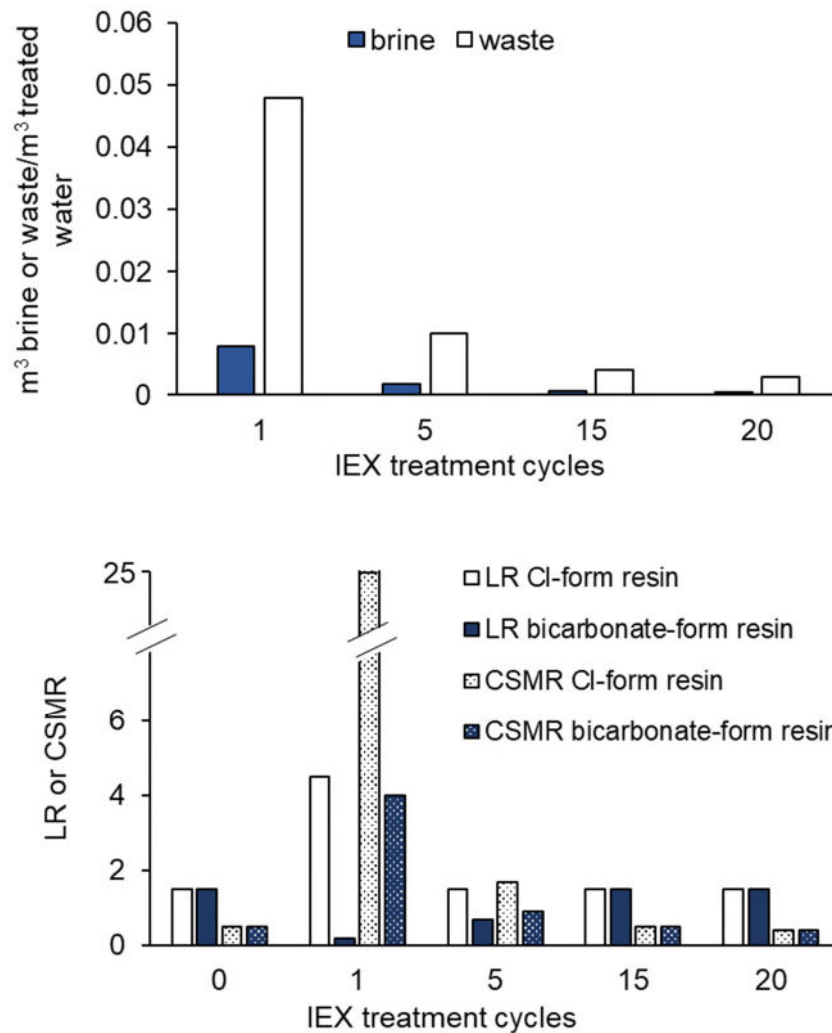 m³ brine or waste/m³ treated
water
0.06
0.05
0.04
0.03
0.02
0.01
0
brine
waste
1
5
15
20
IEX treatment cycles
LR or CSMR
25
6
4
2
0
LR Cl-form resin
LR bicarbonate-form resin
CSMR Cl-form resin
CSMR bicarbonate-form resin
0
1
5
15
20
IEX treatment cycles